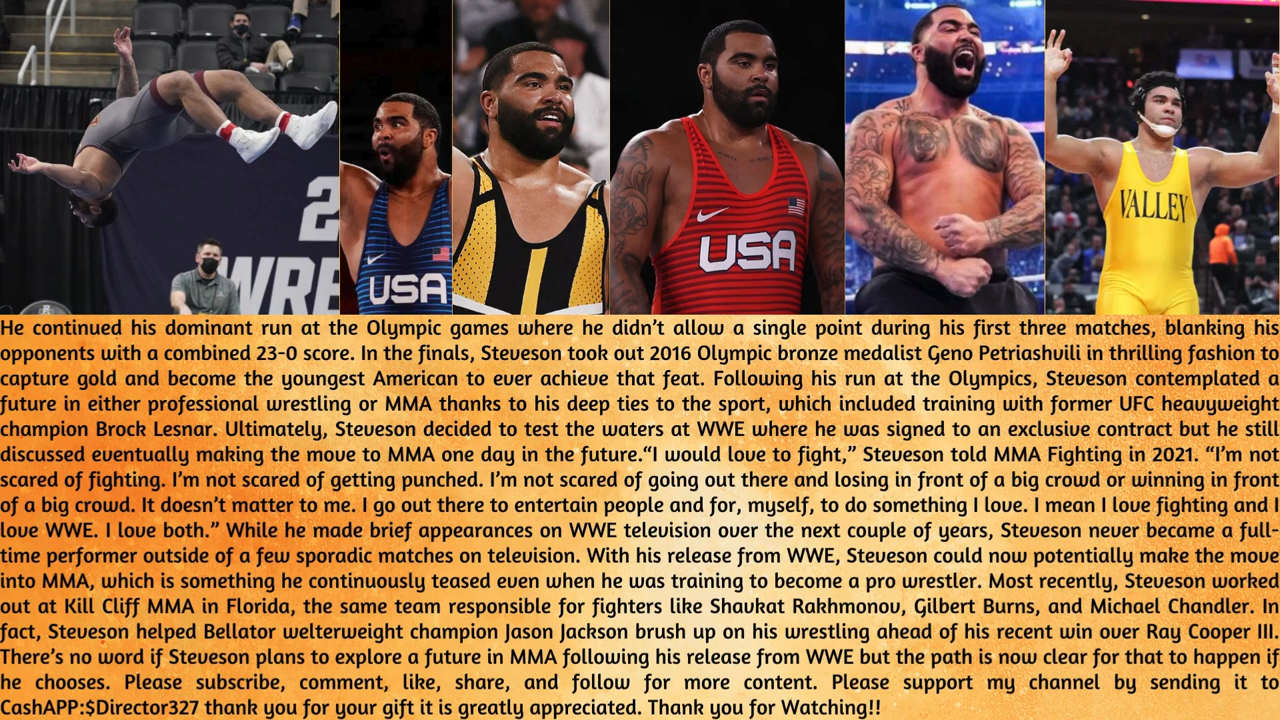 2
WRE
USA
USA
VALLEY
He continued his dominant run at the Olympic games where he didn’t allow a single point during his first three matches, blanking his
opponents with a combined 23-0 score. In the finals, Steveson took out 2016 Olympic bronze medalist Geno Petriashvili in thrilling fashion to
capture gold and become the youngest American to ever achieve that feat. Following his run at the Olympics, Steveson contemplated a
future in either professional wrestling or MMA thanks to his deep ties to the sport, which included training with former UFC heavyweight
champion Brock Lesnar. Ultimately, Steveson decided to test the waters at WWE where he was signed to an exclusive contract but he still
discussed eventually making the move to MMA one day in the future.“I would love to fight,” Steveson told MMA Fighting in 2021. “I’m not
scared of fighting. I’m not scared of getting punched. I’m not scared of going out there and losing in front of a big crowd or winning in front
of a big crowd. It doesn’t matter to me. I go out there to entertain people and for, myself, to do something I love. I mean I love fighting and I
love WWE. I love both.” While he made brief appearances on WWE television over the next couple of years, Steveson never became a full-
time performer outside of a few sporadic matches on television. With his release from WWE, Steveson could now potentially make the move
into MMA, which is something he continuously teased even when he was training to become a pro wrestler. Most recently, Steveson worked
out at Kill Cliff MMA in Florida, the same team responsible for fighters like Shavkat Rakhmonov, Gilbert Burns, and Michael Chandler. In
fact, Steveson helped Bellator welterweight champion Jason Jackson brush up on his wrestling ahead of his recent win over Ray Cooper III.
There’s no word if Steveson plans to explore a future in MMA following his release from WWE but the path is now clear for that to happen if
he chooses. Please subscribe, comment, like, share, and follow for more content. Please support my channel by sending it to
CashAPP:$Director327 thank you for your gift it is greatly appreciated. Thank you for Watching!!